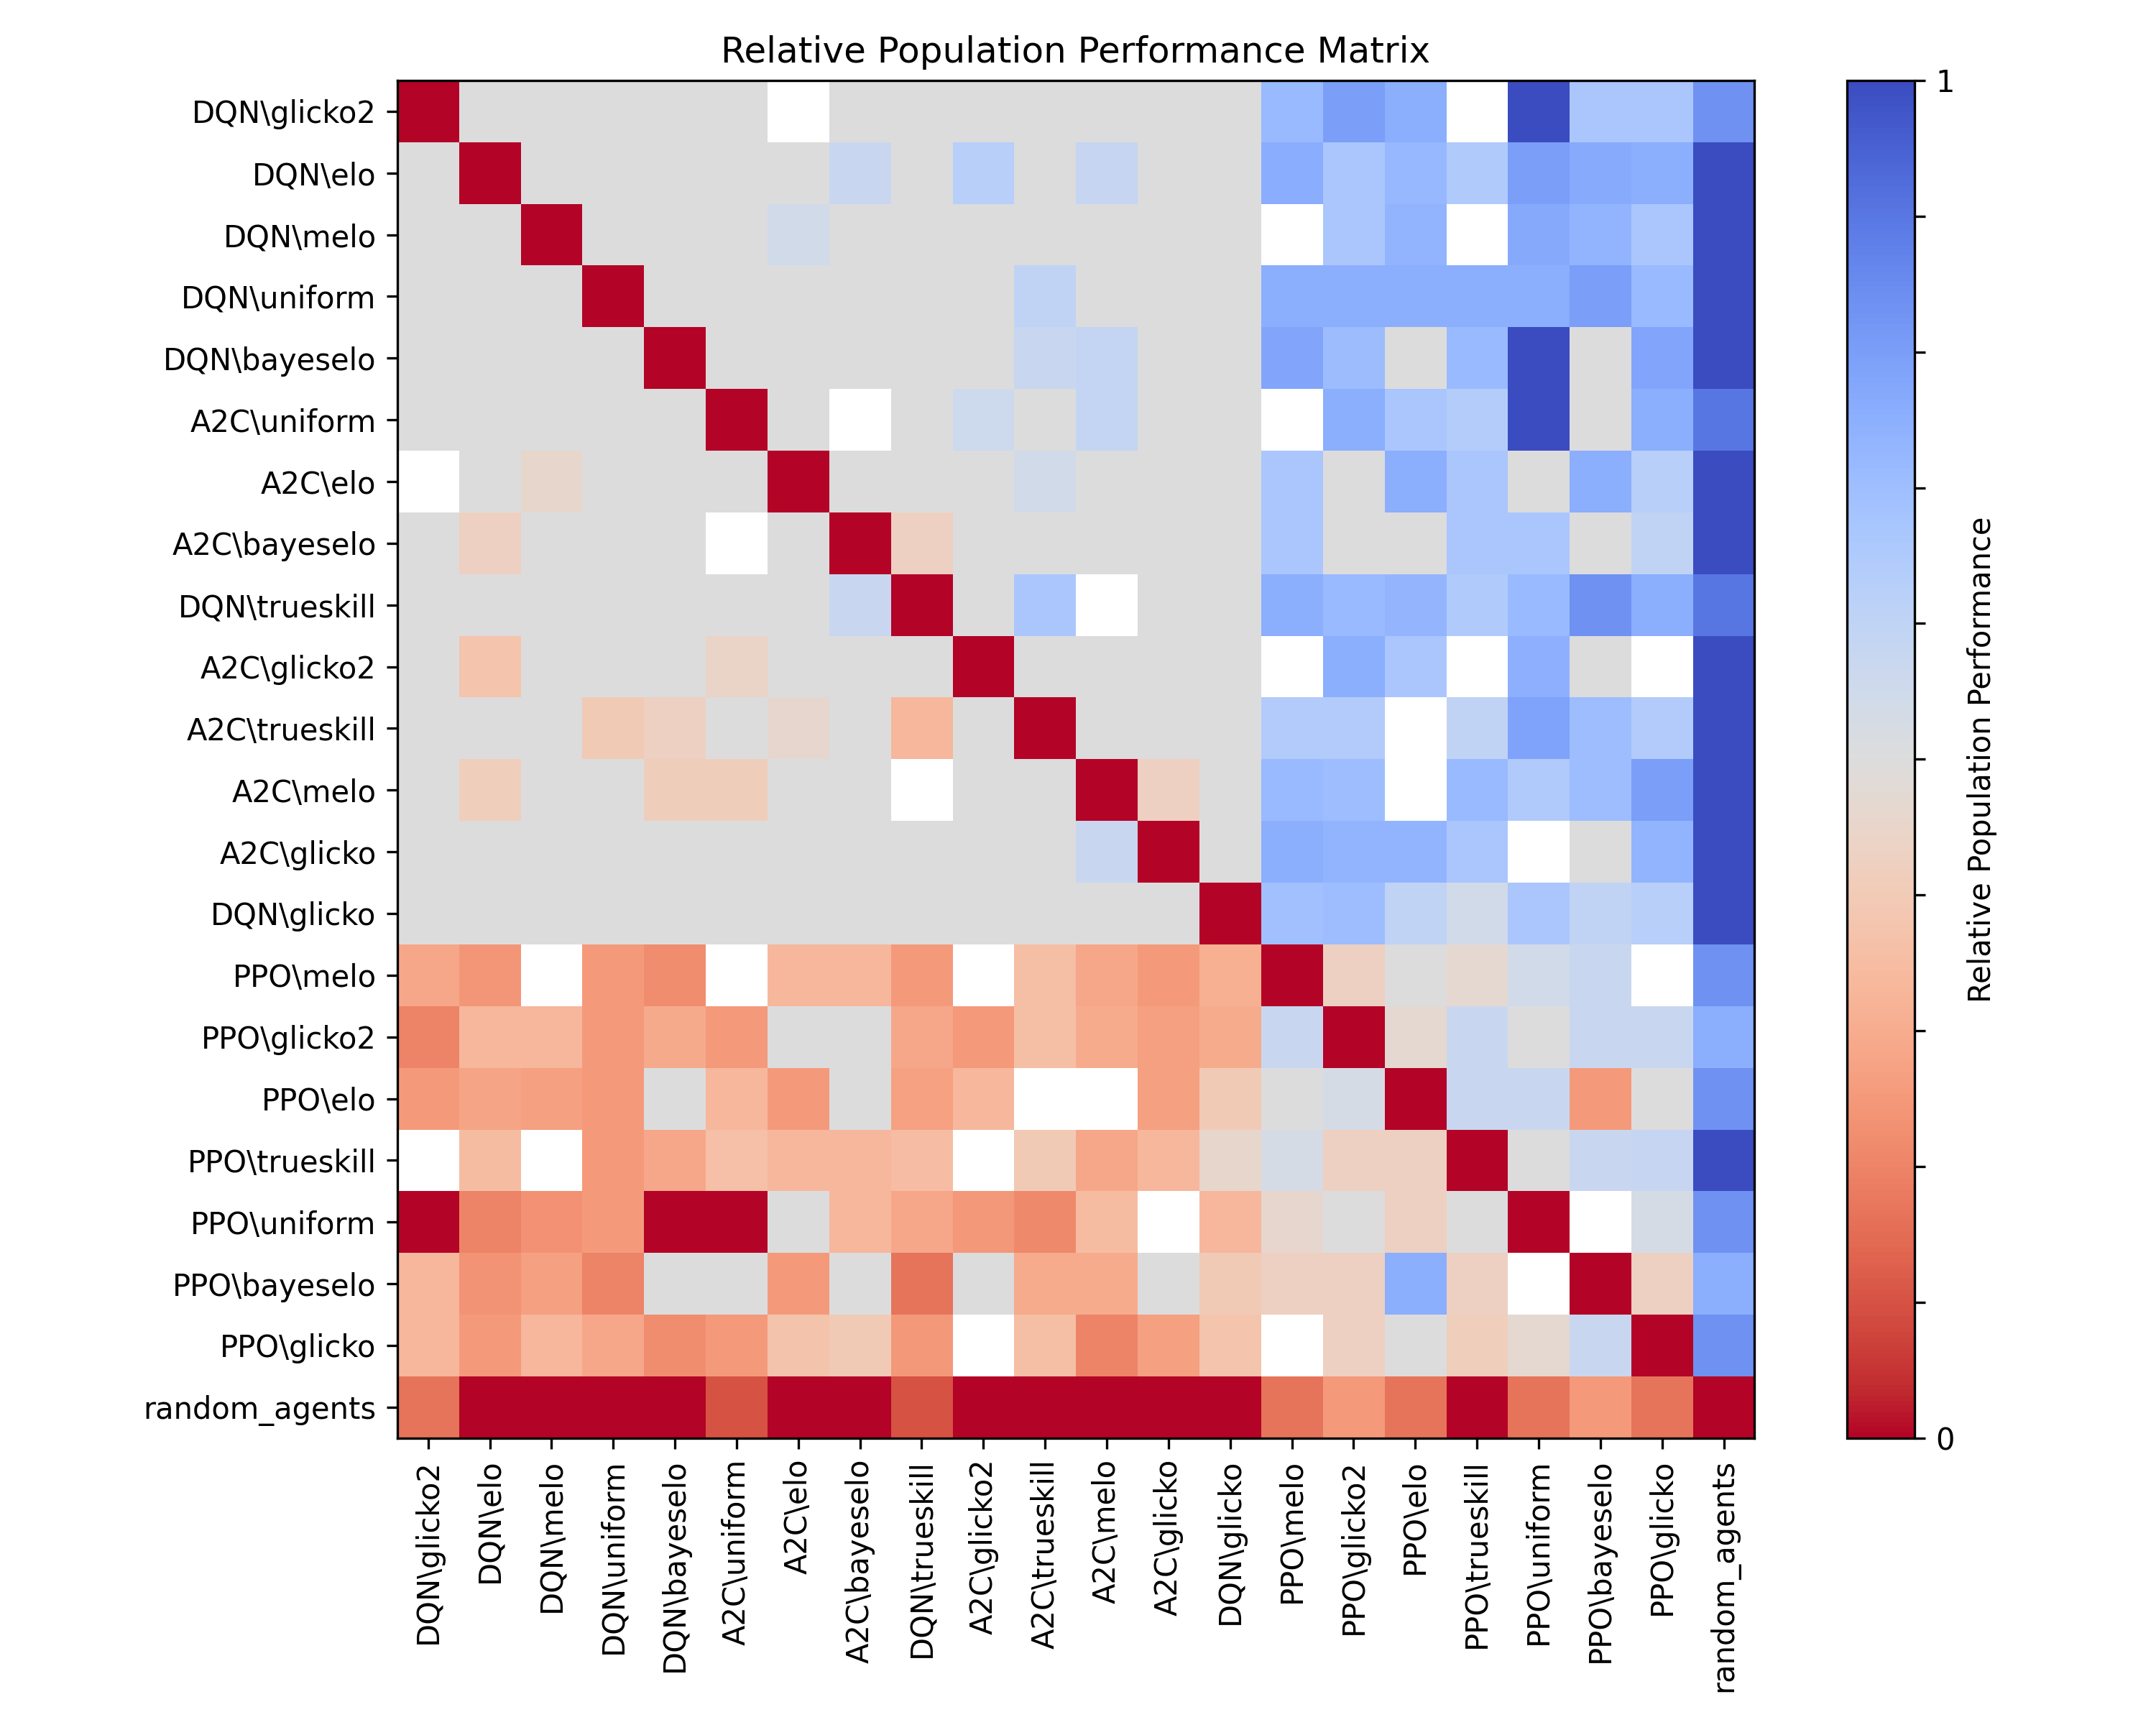 Relative Population Performance Matrix
DQN\glicko2
DQN\elo
DQN\melo
DQN\uniform
DQN\bayeselo
A2C\uniform
A2C\elo
A2C\bayeselo
DQN\trueskill
A2C\glicko2
A2C\trueskill
A2C\melo
A2C\glicko
DQN\glicko
PPO\melo
PPO\glicko2
PPO\elo
PPO\trueskill
PPO\uniform
PPO\bayeselo
PPO\glicko
random_agents
DQN\glicko2
DQN\elo
DQN\melo
DQN\uniform
DQN\bayeselo
A2C\uniform
A2C\elo
A2C\bayeselo
DQN\trueskill
A2C\glicko2
A2C\trueskill
A2C\melo
A2C\glicko
DQN\glicko
PPO\melo
PPO\glicko2
PPO\elo
PPO\trueskill
PPO\uniform
PPO\bayeselo
PPO\glicko
random_agents
1
0
Relative Population Performance